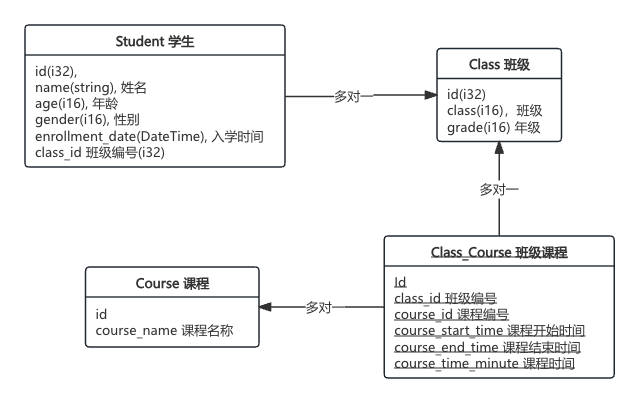 Student 学生
id(i32),
name(string), 姓名
age(i16), 年龄
gender(i16), 性别
enrollment_date(DateTime), 入学时间
class_id 班级编号(i32)
多对一
Class 班级
id(i32)
class(i16)，班级
grade(i16) 年级
多对一
Class_Course 班级课程
Id
class_id 班级编号
course_id 课程编号
course_start_time 课程开始时间
course_end_time 课程结束时间
course_time_minute 课程时间
多对一
Course 课程
id
course_name 课程名称